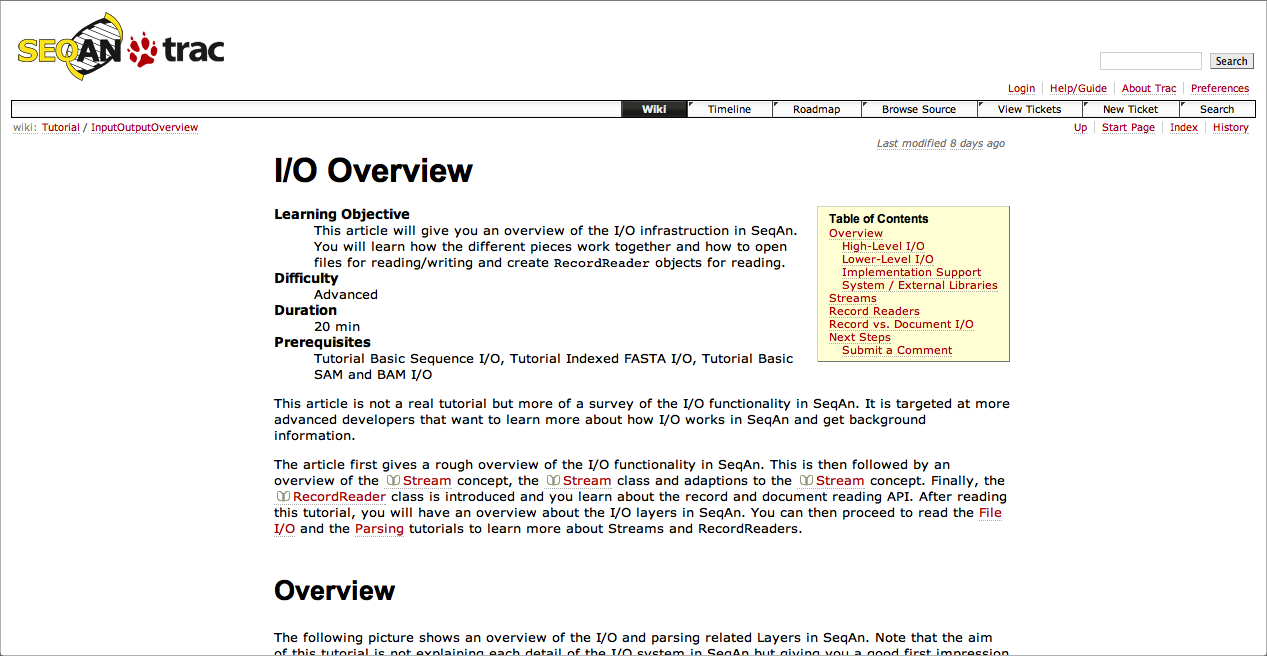 SEQAN trac
Search
Login Help/Guide About Trac Preferences
Wiki Timeline Roadmap Browse Source View Tickets New Ticket Search
wiki: Tutorial / InputOutputOverview
Up Start Page Index History
Last modified 8 days ago
I/O Overview
Learning Objective
This article will give you an overview of the I/O infrastruction in SeqAn.
You will learn how the different pieces work together and how to open
files for reading/writing and create RecordReader objects for reading.
Difficulty
Advanced
Duration
20 min
Prerequisites
Tutorial Basic Sequence I/O, Tutorial Indexed FASTA I/O, Tutorial Basic
SAM and BAM I/O
Table of Contents
Overview
High-Level I/O
Lower-Level I/O
Implementation Support
System / External Libraries
Streams
Record Readers
Record vs. Document I/O
Next Steps
Submit a Comment
This article is not a real tutorial but more of a survey of the I/O functionality in SeqAn. It is targeted at more
advanced developers that want to learn more about how I/O works in SeqAn and get background
information.
The article first gives a rough overview of the I/O functionality in SeqAn. This is then followed by an
overview of the Stream concept, the Stream class and adaptions to the Stream concept. Finally, the
RecordReader class is introduced and you learn about the record and document reading API. After reading
this tutorial, you will have an overview about the I/O layers in SeqAn. You can then proceed to read the File
I/O and the Parsing tutorials to learn more about Streams and RecordReaders.
Overview
The following picture shows an overview of the I/O and parsing related Layers in SeqAn. Note that the aim
of this tutorial is not explaining each detail of the I/O system in SeqAn but giving you a good first impression